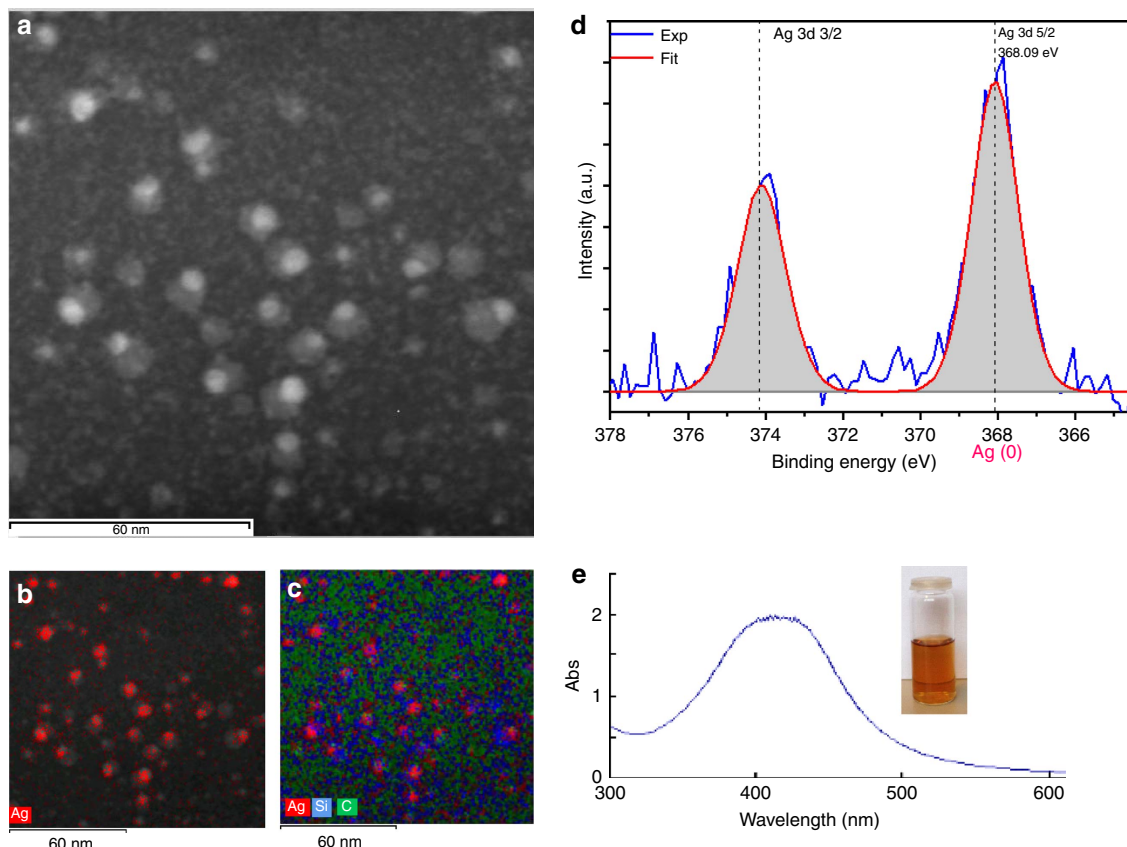 a
60 nm
b
Ag
60 nm
c
Ag Si C
60 nm
d
Exp
Fit
Ag 3d 3/2
Ag 3d 5/2
368.09 eV
Intensity (a.u.)
378 376 374 372 370 368 366
Binding energy (eV)
Ag (0)
e
Abs
2
1
0
300 400 500 600
Wavelength (nm)